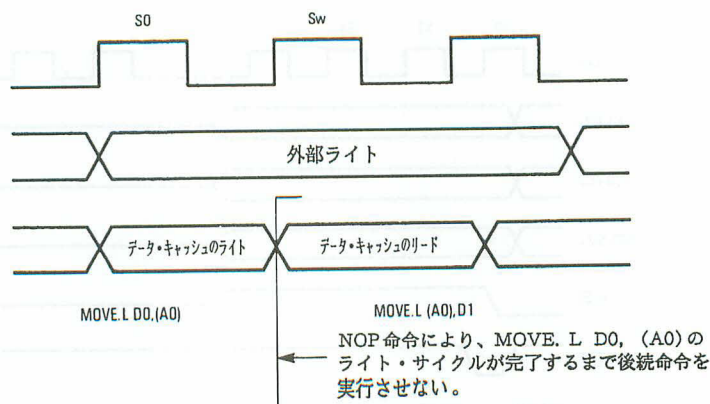 S0
Sw
外部ライト
データ・キャッシュのライト
データ・キャッシュのリード
MOVE.L D0,(A0)
MOVE.L (A0),D1
NOP命令により、MOVE. L D0, (A0)の
ライト・サイクルが完了するまで後続命令を
実行させない。